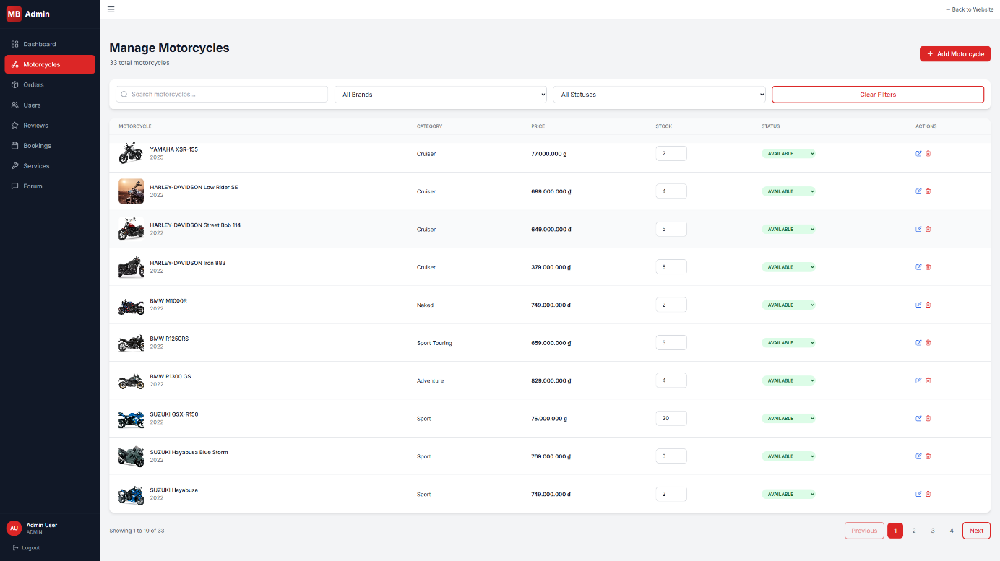 MB Admin
← Back to Website
Dashboard
Motorcycles
Orders
Users
Reviews
Bookings
Services
Forum
Manage Motorcycles
33 total motorcycles
+ Add Motorcycle
Search motorcycles...
All Brands
All Statuses
Clear Filters
MOTORCYCLE CATEGORY PRICE STOCK STATUS ACTIONS
YAMAHA XSR-155
2025
Cruiser 77.000.000 ₫ 2 AVAILABLE
HARLEY-DAVIDSON Low Rider SE
2022
Cruiser 699.000.000 ₫ 4 AVAILABLE
HARLEY-DAVIDSON Street Bob 114
2022
Cruiser 649.000.000 ₫ 5 AVAILABLE
HARLEY-DAVIDSON Iron 883
2022
Cruiser 379.000.000 ₫ 8 AVAILABLE
BMW M1000R
2022
Naked 749.000.000 ₫ 2 AVAILABLE
BMW R1250RS
2022
Sport Touring 659.000.000 ₫ 5 AVAILABLE
BMW R1300 GS
2022
Adventure 829.000.000 ₫ 4 AVAILABLE
SUZUKI GSX-R150
2022
Sport 75.000.000 ₫ 20 AVAILABLE
SUZUKI Hayabusa Blue Storm
2022
Sport 769.000.000 ₫ 3 AVAILABLE
SUZUKI Hayabusa
2022
Sport 749.000.000 ₫ 2 AVAILABLE
Showing 1 to 10 of 33
Previous 1 2 3 4 Next
AU
Admin User
ADMIN
Logout